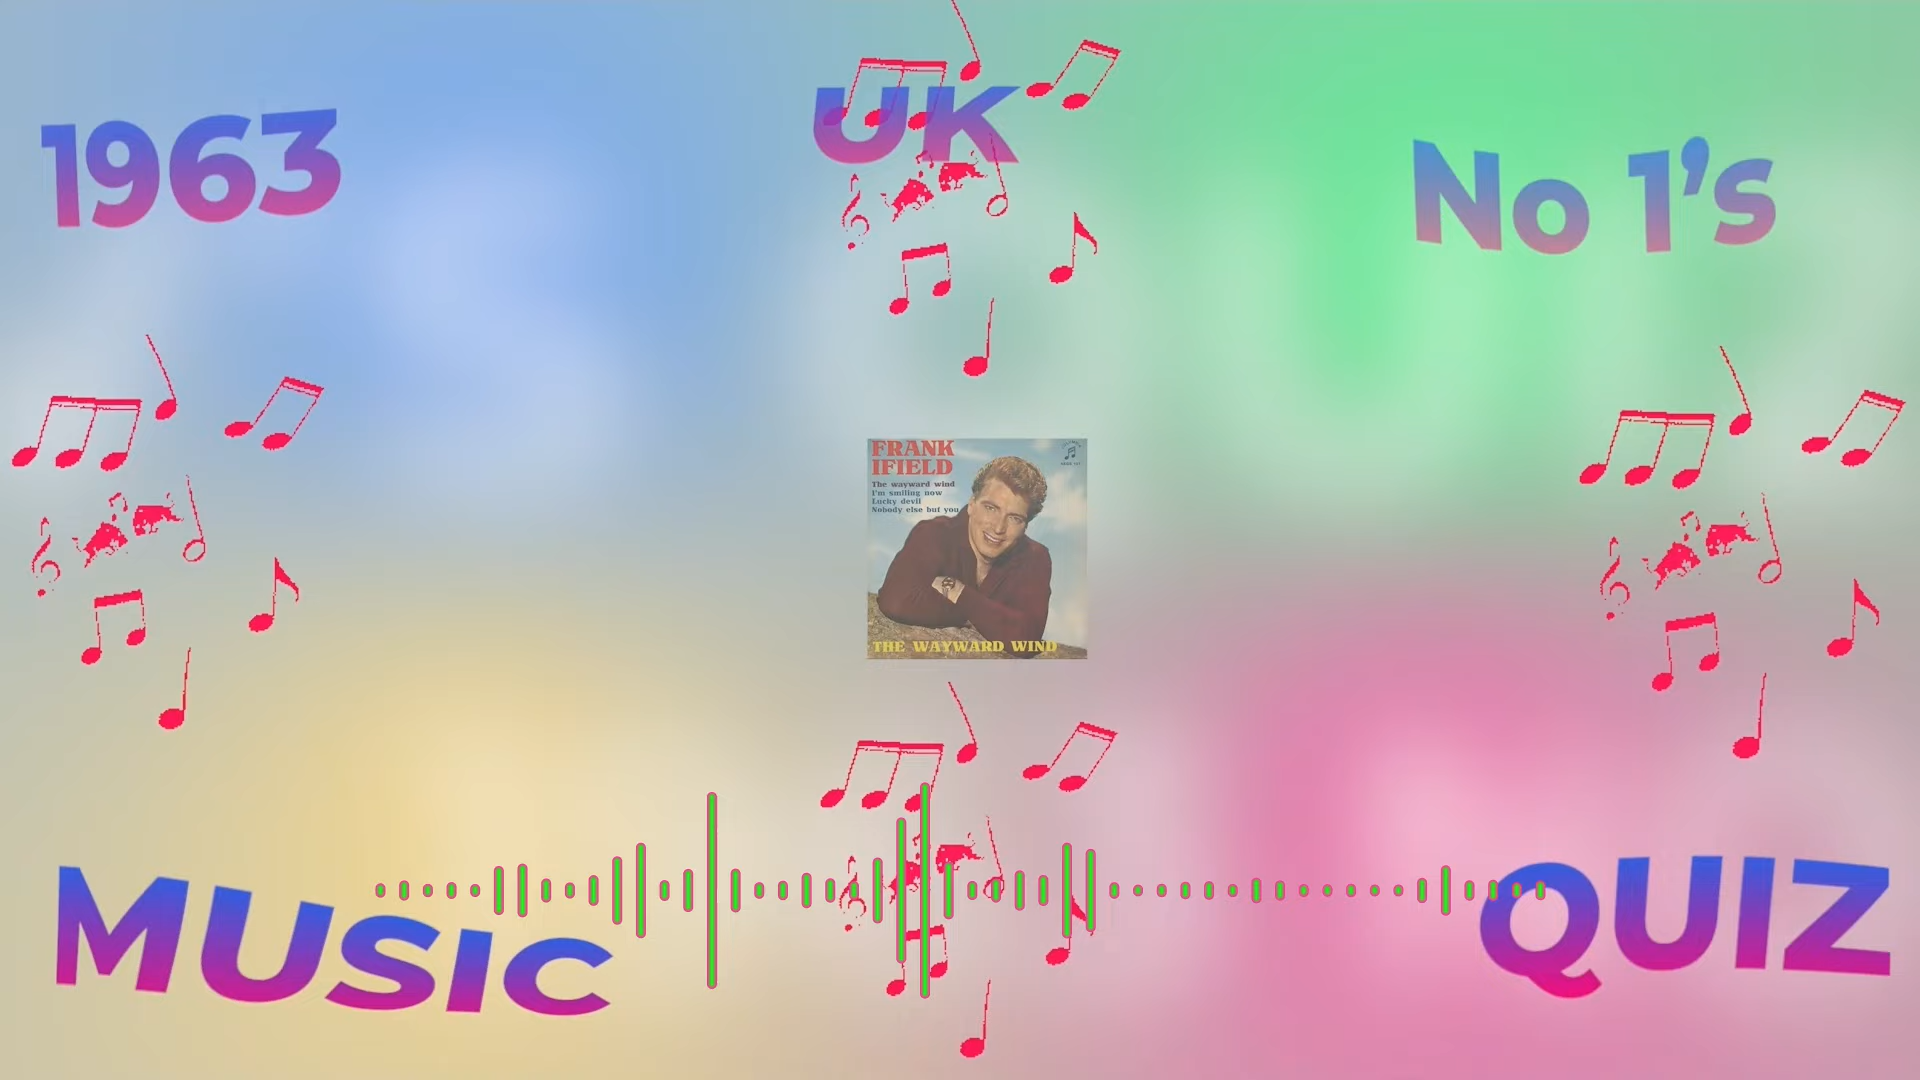 1963
UK
No 1's
FRANK
IFIELD
The wayward wind
I'm smiling now
Lucky devil
Nobody else but you
THE WAYWARD WIND
MUSIC
QUIZ